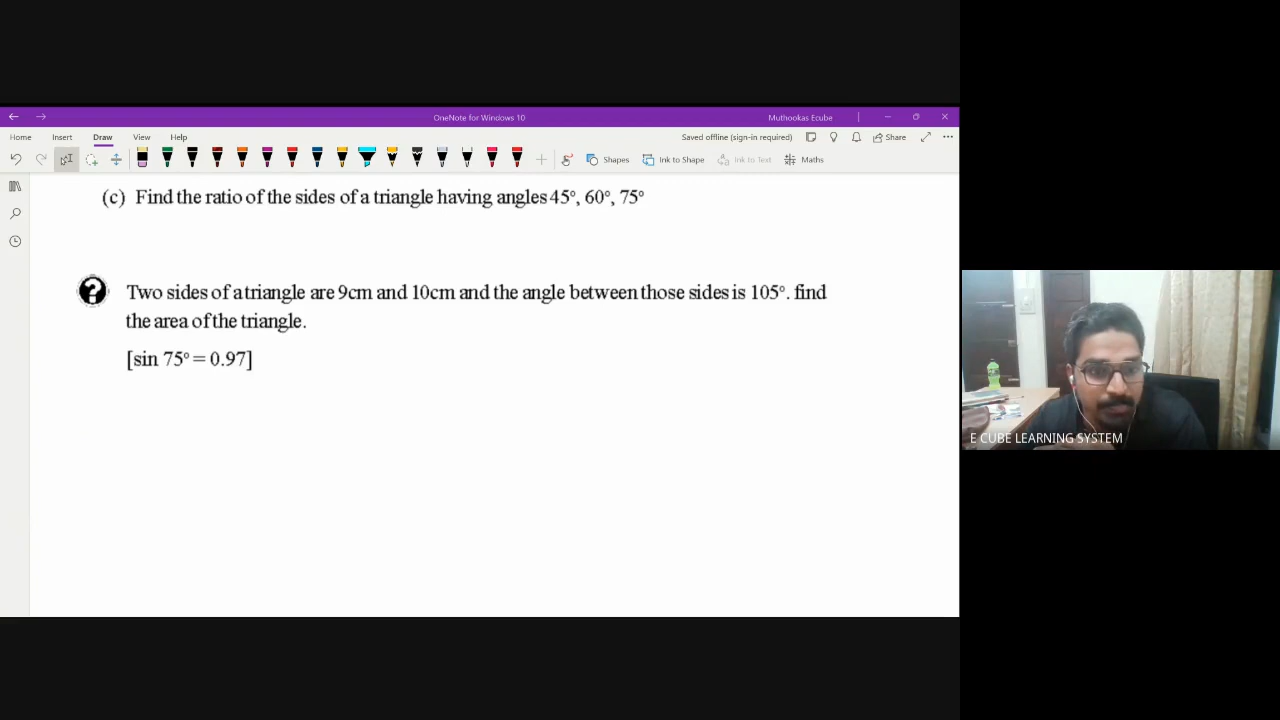 OneNote for Windows 10
Muthookas Ecube
Home Insert Draw View Help
Saved offline (sign-in required) Share
Shapes Ink to Shape Ink to Text Maths
(c) Find the ratio of the sides of a triangle having angles 45°, 60°, 75°
? Two sides of a triangle are 9cm and 10cm and the angle between those sides is 105°. find
the area of the triangle.
[sin 75° = 0.97]
E CUBE LEARNING SYSTEM